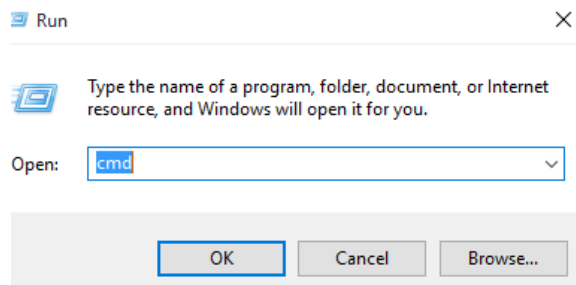 Run
Type the name of a program, folder, document, or Internet
resource, and Windows will open it for you.
Open: cmd
OK Cancel Browse...